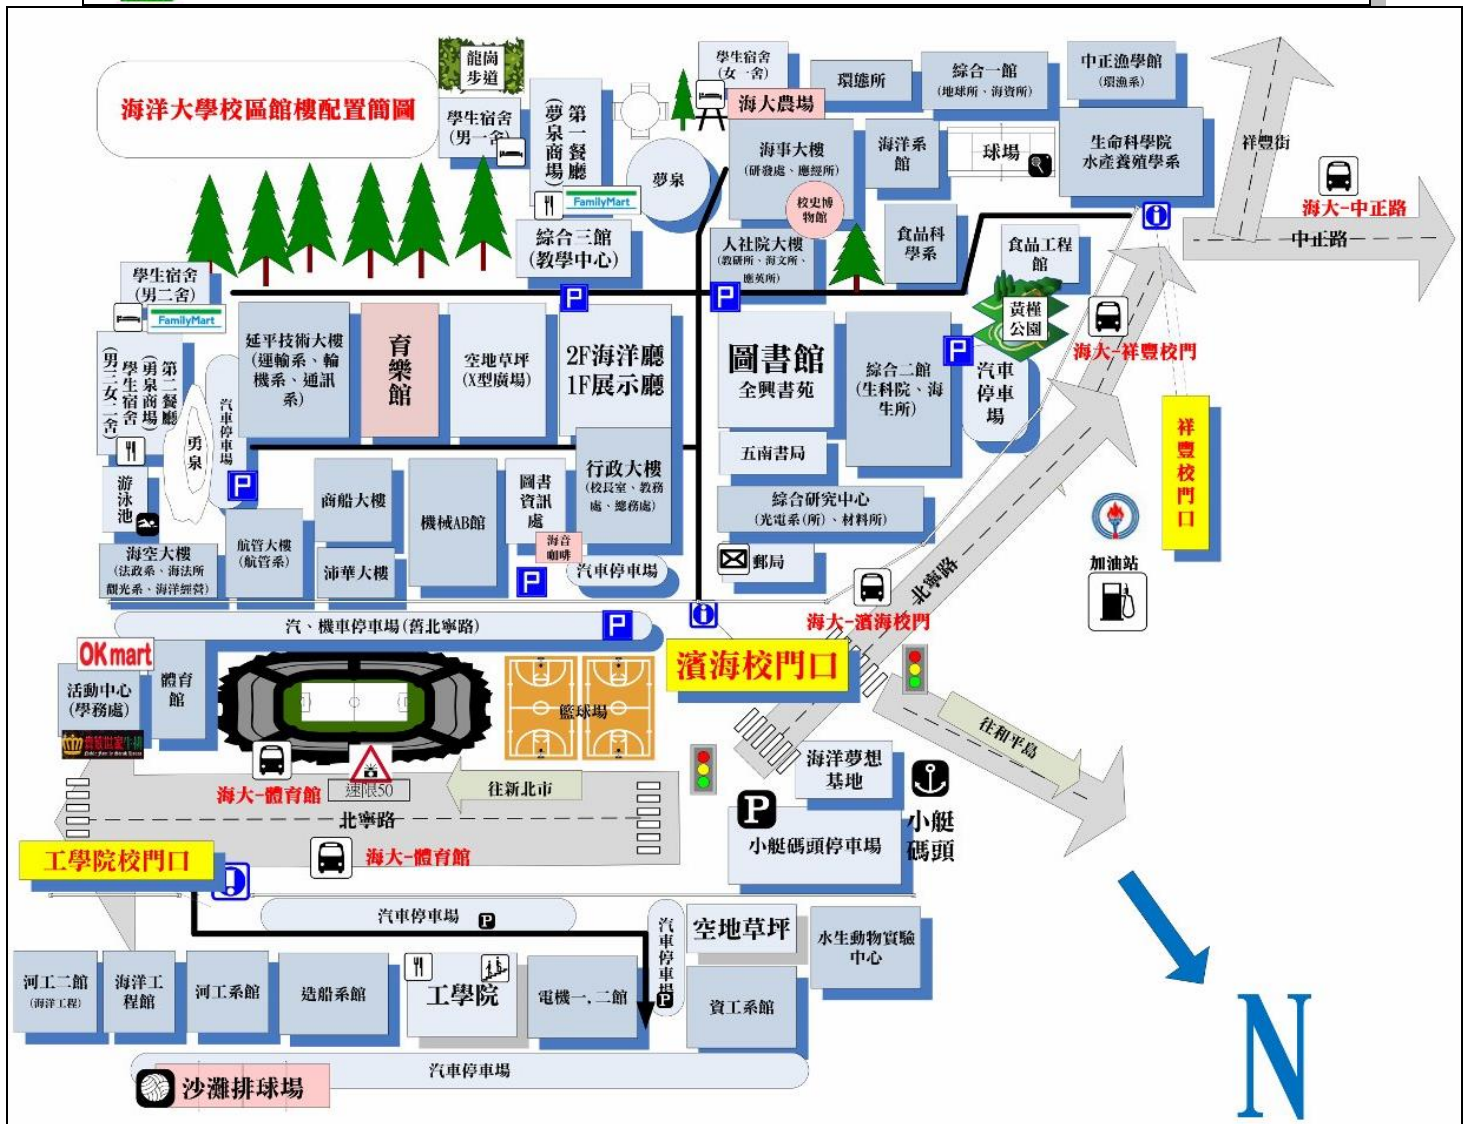 海洋大學校區館樓配置簡圖
龍崗
步道
學生宿舍
(男一舍)
第一餐廳
(夢泉商場)
FamilyMart
夢泉
綜合三館
(教學中心)
學生宿舍
(女一舍)
海大農場
環態所
綜合一館
(地球所、海資所)
中正漁學館
(環漁系)
海事大樓
(研發處、應經所)
校史博
物館
海洋系
館
球場
生命科學院
水產養殖學系
祥豐街
海大-中正路
中正路
人社院大樓
(教研所、海文所、
應英所)
食品科
學系
食品工程
館
黃槿
公園
海大-祥豐校門
學生宿舍
(男二舍)
FamilyMart
第二餐廳
(勇泉商場)
學生宿舍
(男三女二舍)
勇泉
汽車停車場
游泳池
延平技術大樓
(運輸系、輪
機系、通訊
系)
育樂館
空地草坪
(X型廣場)
2F海洋廳
1F展示廳
P
P
圖書館
全興書苑
綜合二館
(生科院、海
生所)
P
汽車
停車
場
祥豐校門口
五南書局
行政大樓
(校長室、教務
處、總務處)
圖書
資訊
處
海音
咖啡
P
汽車停車場
機械AB館
商船大樓
沛華大樓
航管大樓
(航管系)
P
海空大樓
(法政系、海法所
觀光系、海洋經營)
綜合研究中心
(光電系(所)、材料所)
郵局
加油站
北寧路
海大-濱海校門
汽、機車停車場(舊北寧路)
P
濱海校門口
OKmart
活動中心
(學務處)
貴族世家牛排
體育
館
籃球場
海大-體育館
速限50
往新北市
北寧路
海大-體育館
往和平島
海洋夢想
基地
P
小艇碼頭停車場
小艇
碼頭
工學院校門口
汽車停車場
P
汽車停車場
P
空地草坪
水生動物實驗
中心
河工二館
(海洋工程)
海洋工
程館
河工系館
造船系館
工學院
電機一,二館
資工系館
汽車停車場
沙灘排球場
N